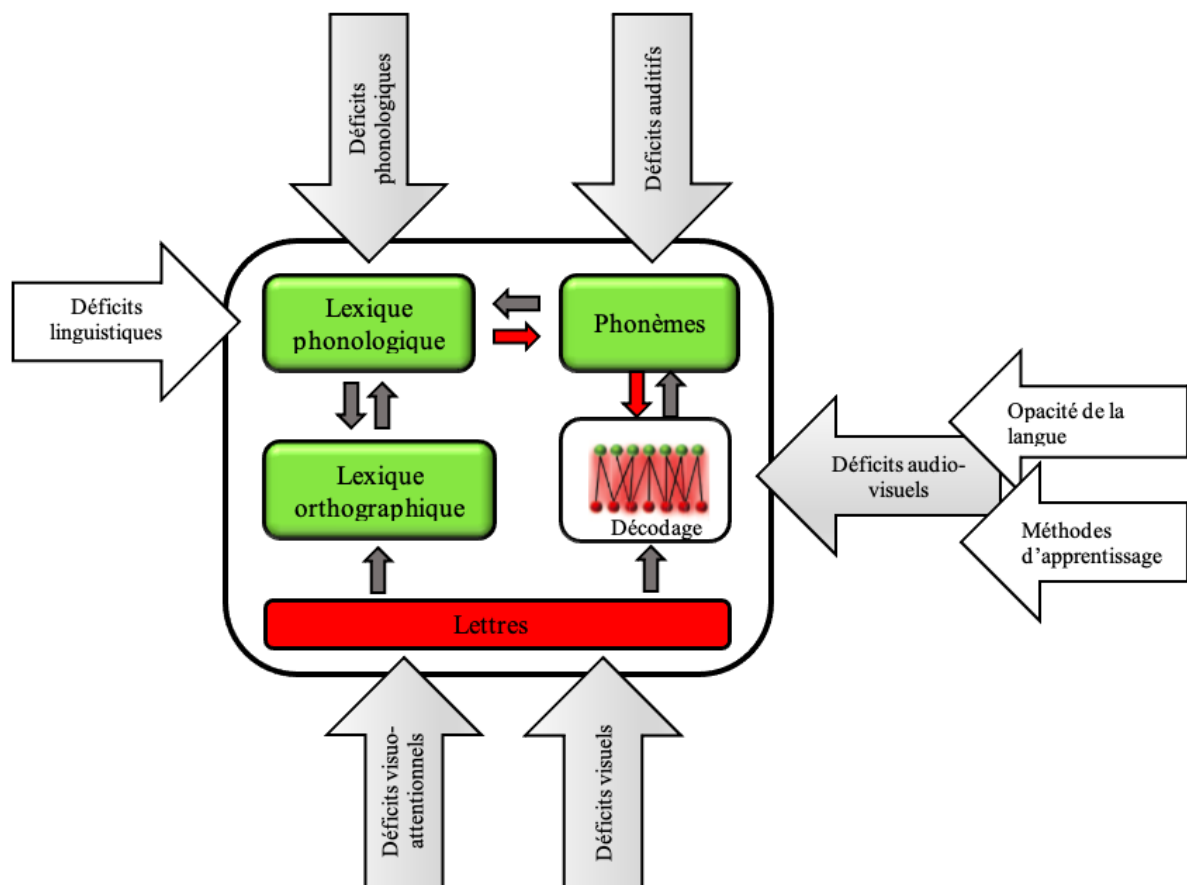 Déficits
phonologiques
Déficits auditifs
Déficits
linguistiques
Lexique
phonologique
Phonèmes
Lexique
orthographique
Décodage
Lettres
Déficits audio-
visuels
Opacité de la
langue
Méthodes
d’apprentissage
Déficits visuo-
attentionnels
Déficits visuels